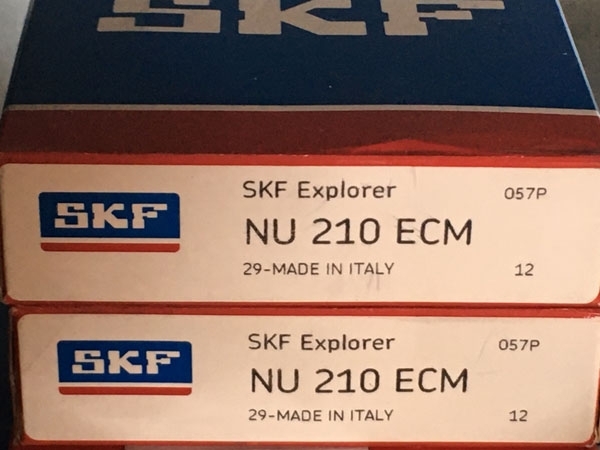 SKF
SKF
SKF Explorer 057P
NU 210 ECM
29-MADE IN ITALY 12
SKF
SKF Explorer 057P
NU 210 ECM
29-MADE IN ITALY 12